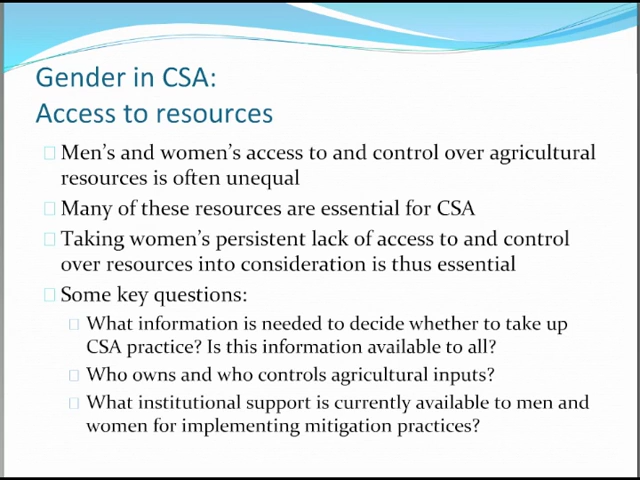 Gender in CSA:
Access to resources
Men's and women's access to and control over agricultural
resources is often unequal
Many of these resources are essential for CSA
Taking women's persistent lack of access to and control
over resources into consideration is thus essential
Some key questions:
What information is needed to decide whether to take up
CSA practice? Is this information available to all?
Who owns and who controls agricultural inputs?
What institutional support is currently available to men and
women for implementing mitigation practices?